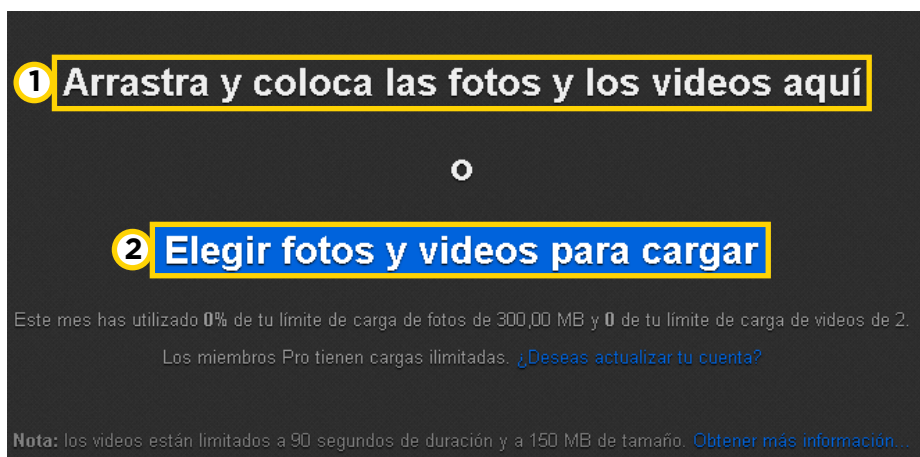 1 Arrastra y coloca las fotos y los videos aquí
o
2 Elegir fotos y videos para cargar
Este mes has utilizado 0% de tu límite de carga de fotos de 300,00 MB y 0 de tu límite de carga de videos de 2.
Los miembros Pro tienen cargas ilimitadas. ¿Deseas actualizar tu cuenta?
Nota: los videos están limitados a 90 segundos de duración y a 150 MB de tamaño. Obtener más información...